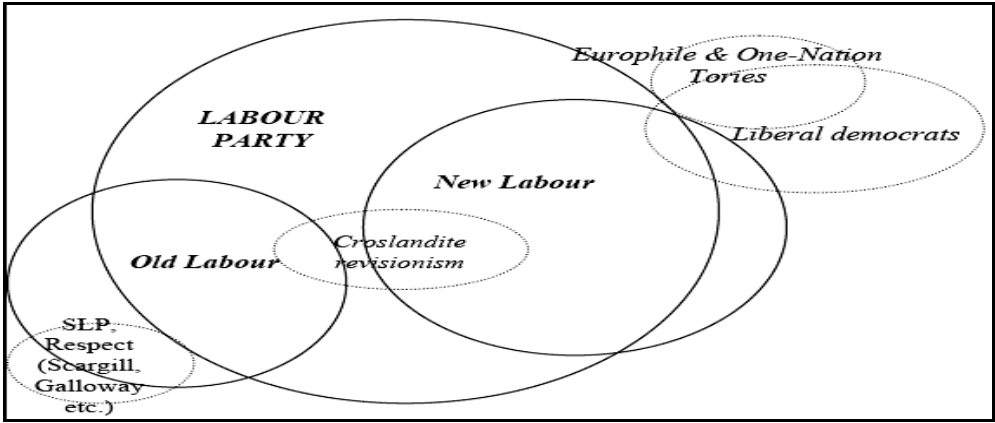 Europhile & One-Nation
Tories
LABOUR
PARTY
Liberal democrats
New Labour
Croslandite
revisionism
Old Labour
SLP,
Respect
(Scargill,
Galloway
etc.)